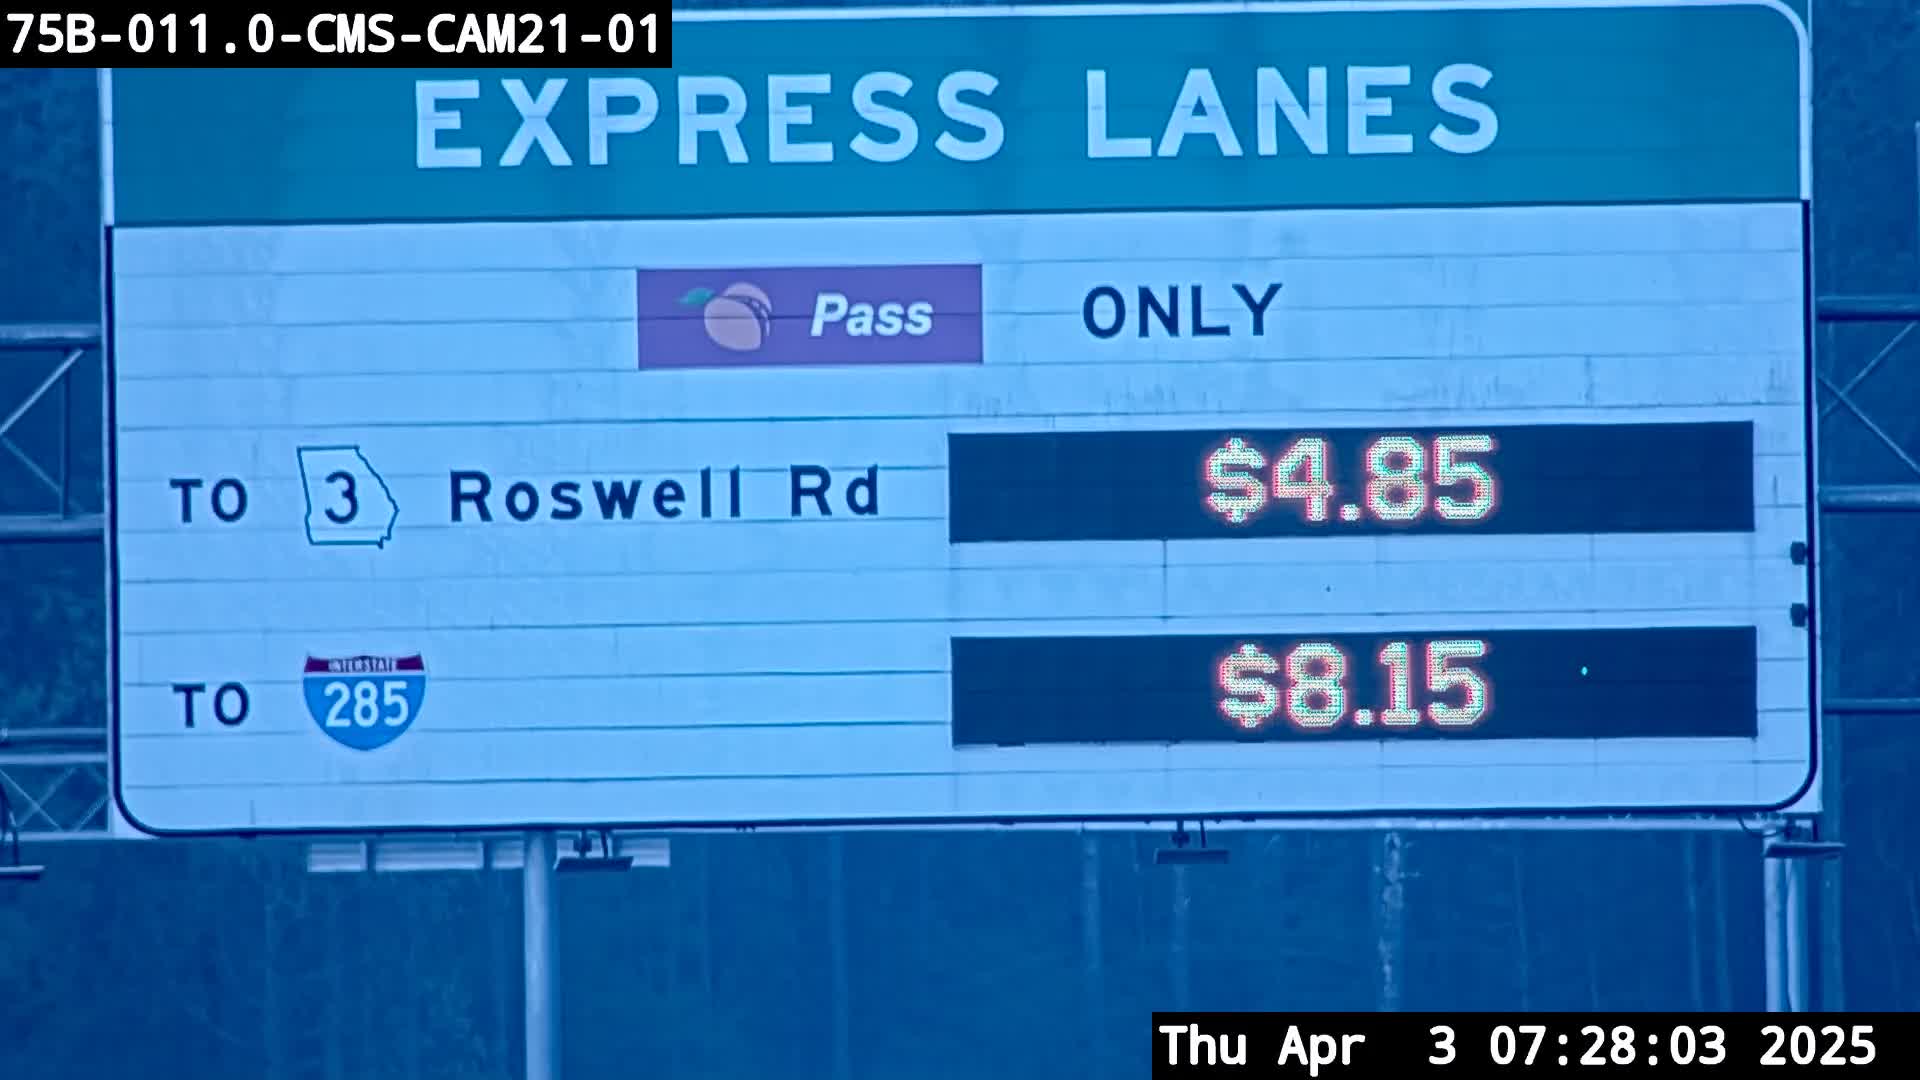 75B-011.0-CMS-CAM21-01
EXPRESS LANES
Pass ONLY
TO 3 Roswell Rd $4.85
INTERSTATE
TO 285 $8.15
Thu Apr 3 07:28:03 2025